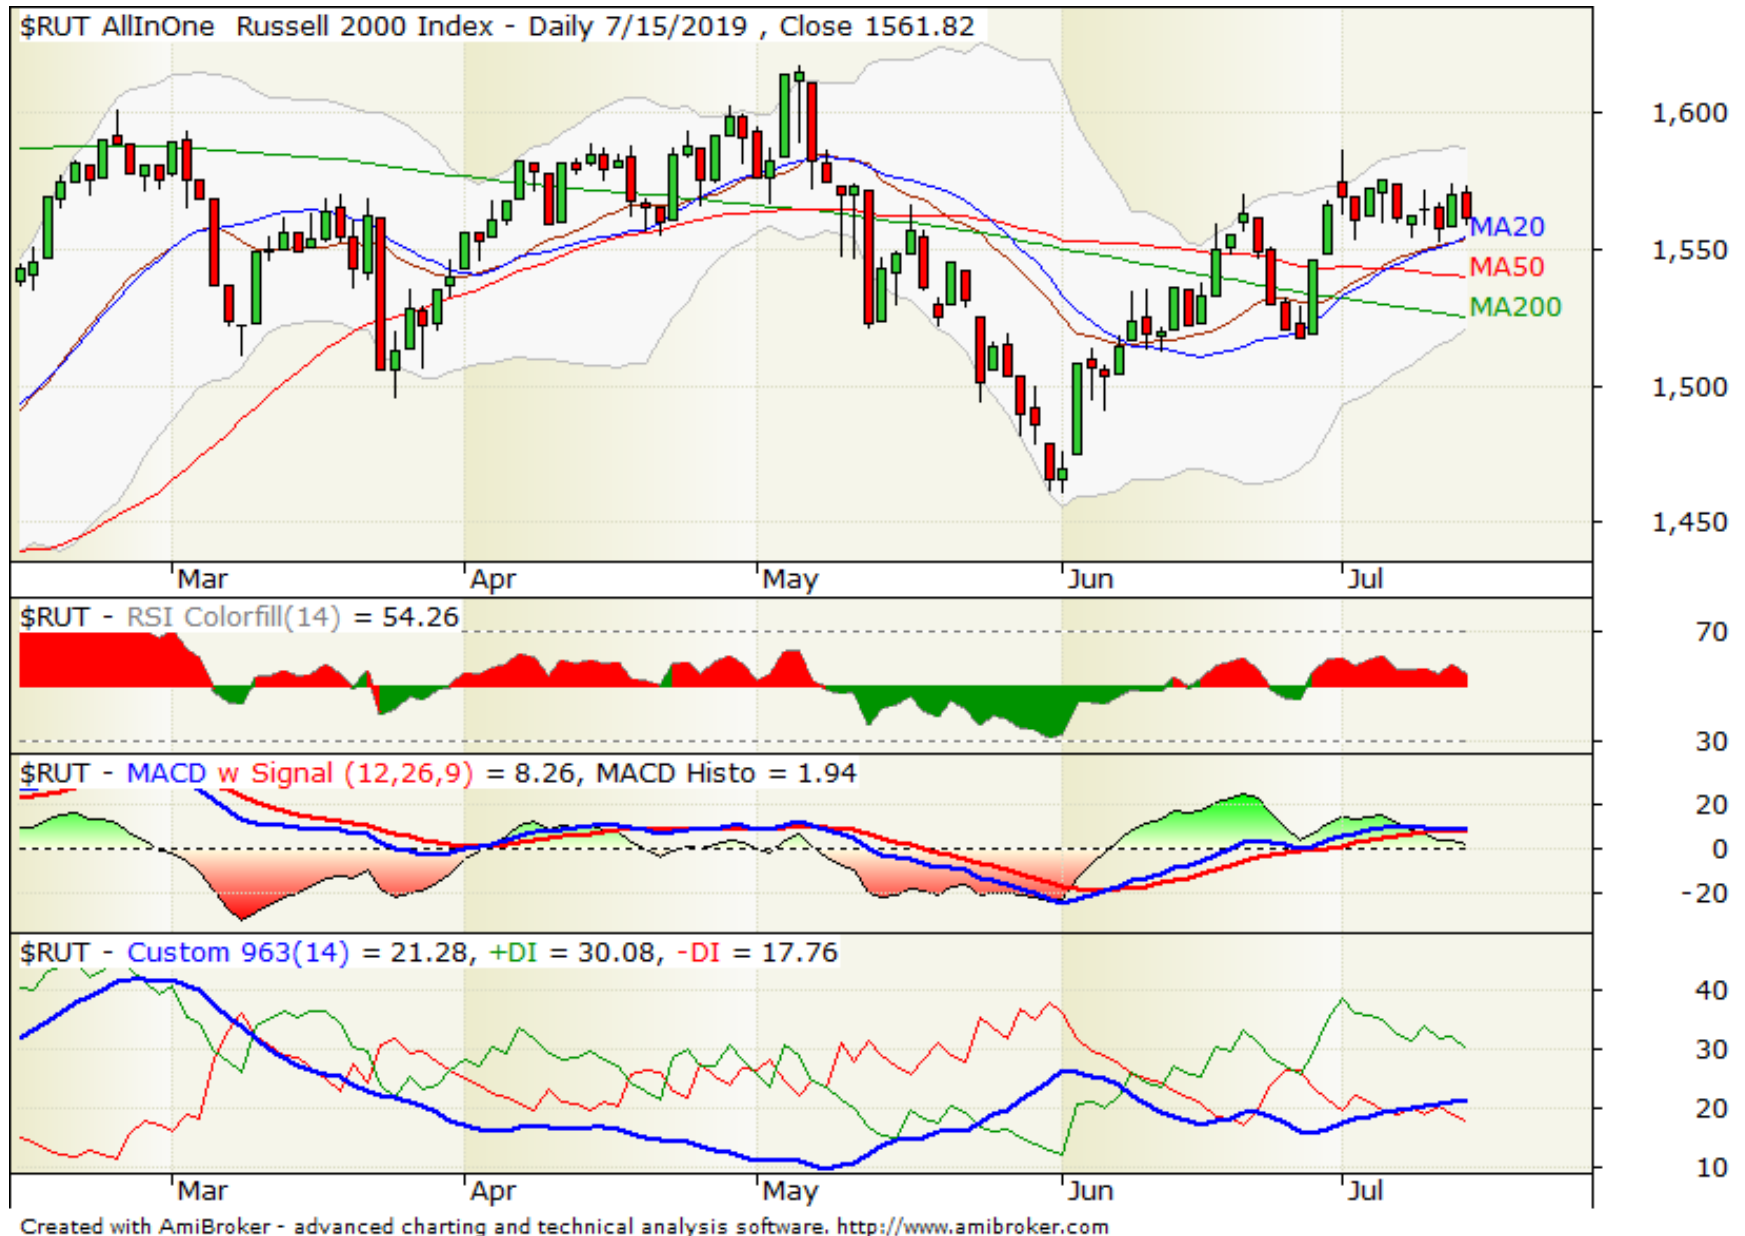 $RUT AllInOne  Russell 2000 Index - Daily 7/15/2019 , Close 1561.82
1,600
MA20
1,550
MA50
MA200
1,500
1,450
Mar Apr May Jun Jul
$RUT - RSI Colorfill(14) = 54.26
70
30
$RUT - MACD w Signal (12,26,9) = 8.26, MACD Histo = 1.94
20
0
-20
$RUT - Custom 963(14) = 21.28, +DI = 30.08, -DI = 17.76
40
30
20
10
Mar Apr May Jun Jul
Created with AmiBroker - advanced charting and technical analysis software. http://www.amibroker.com